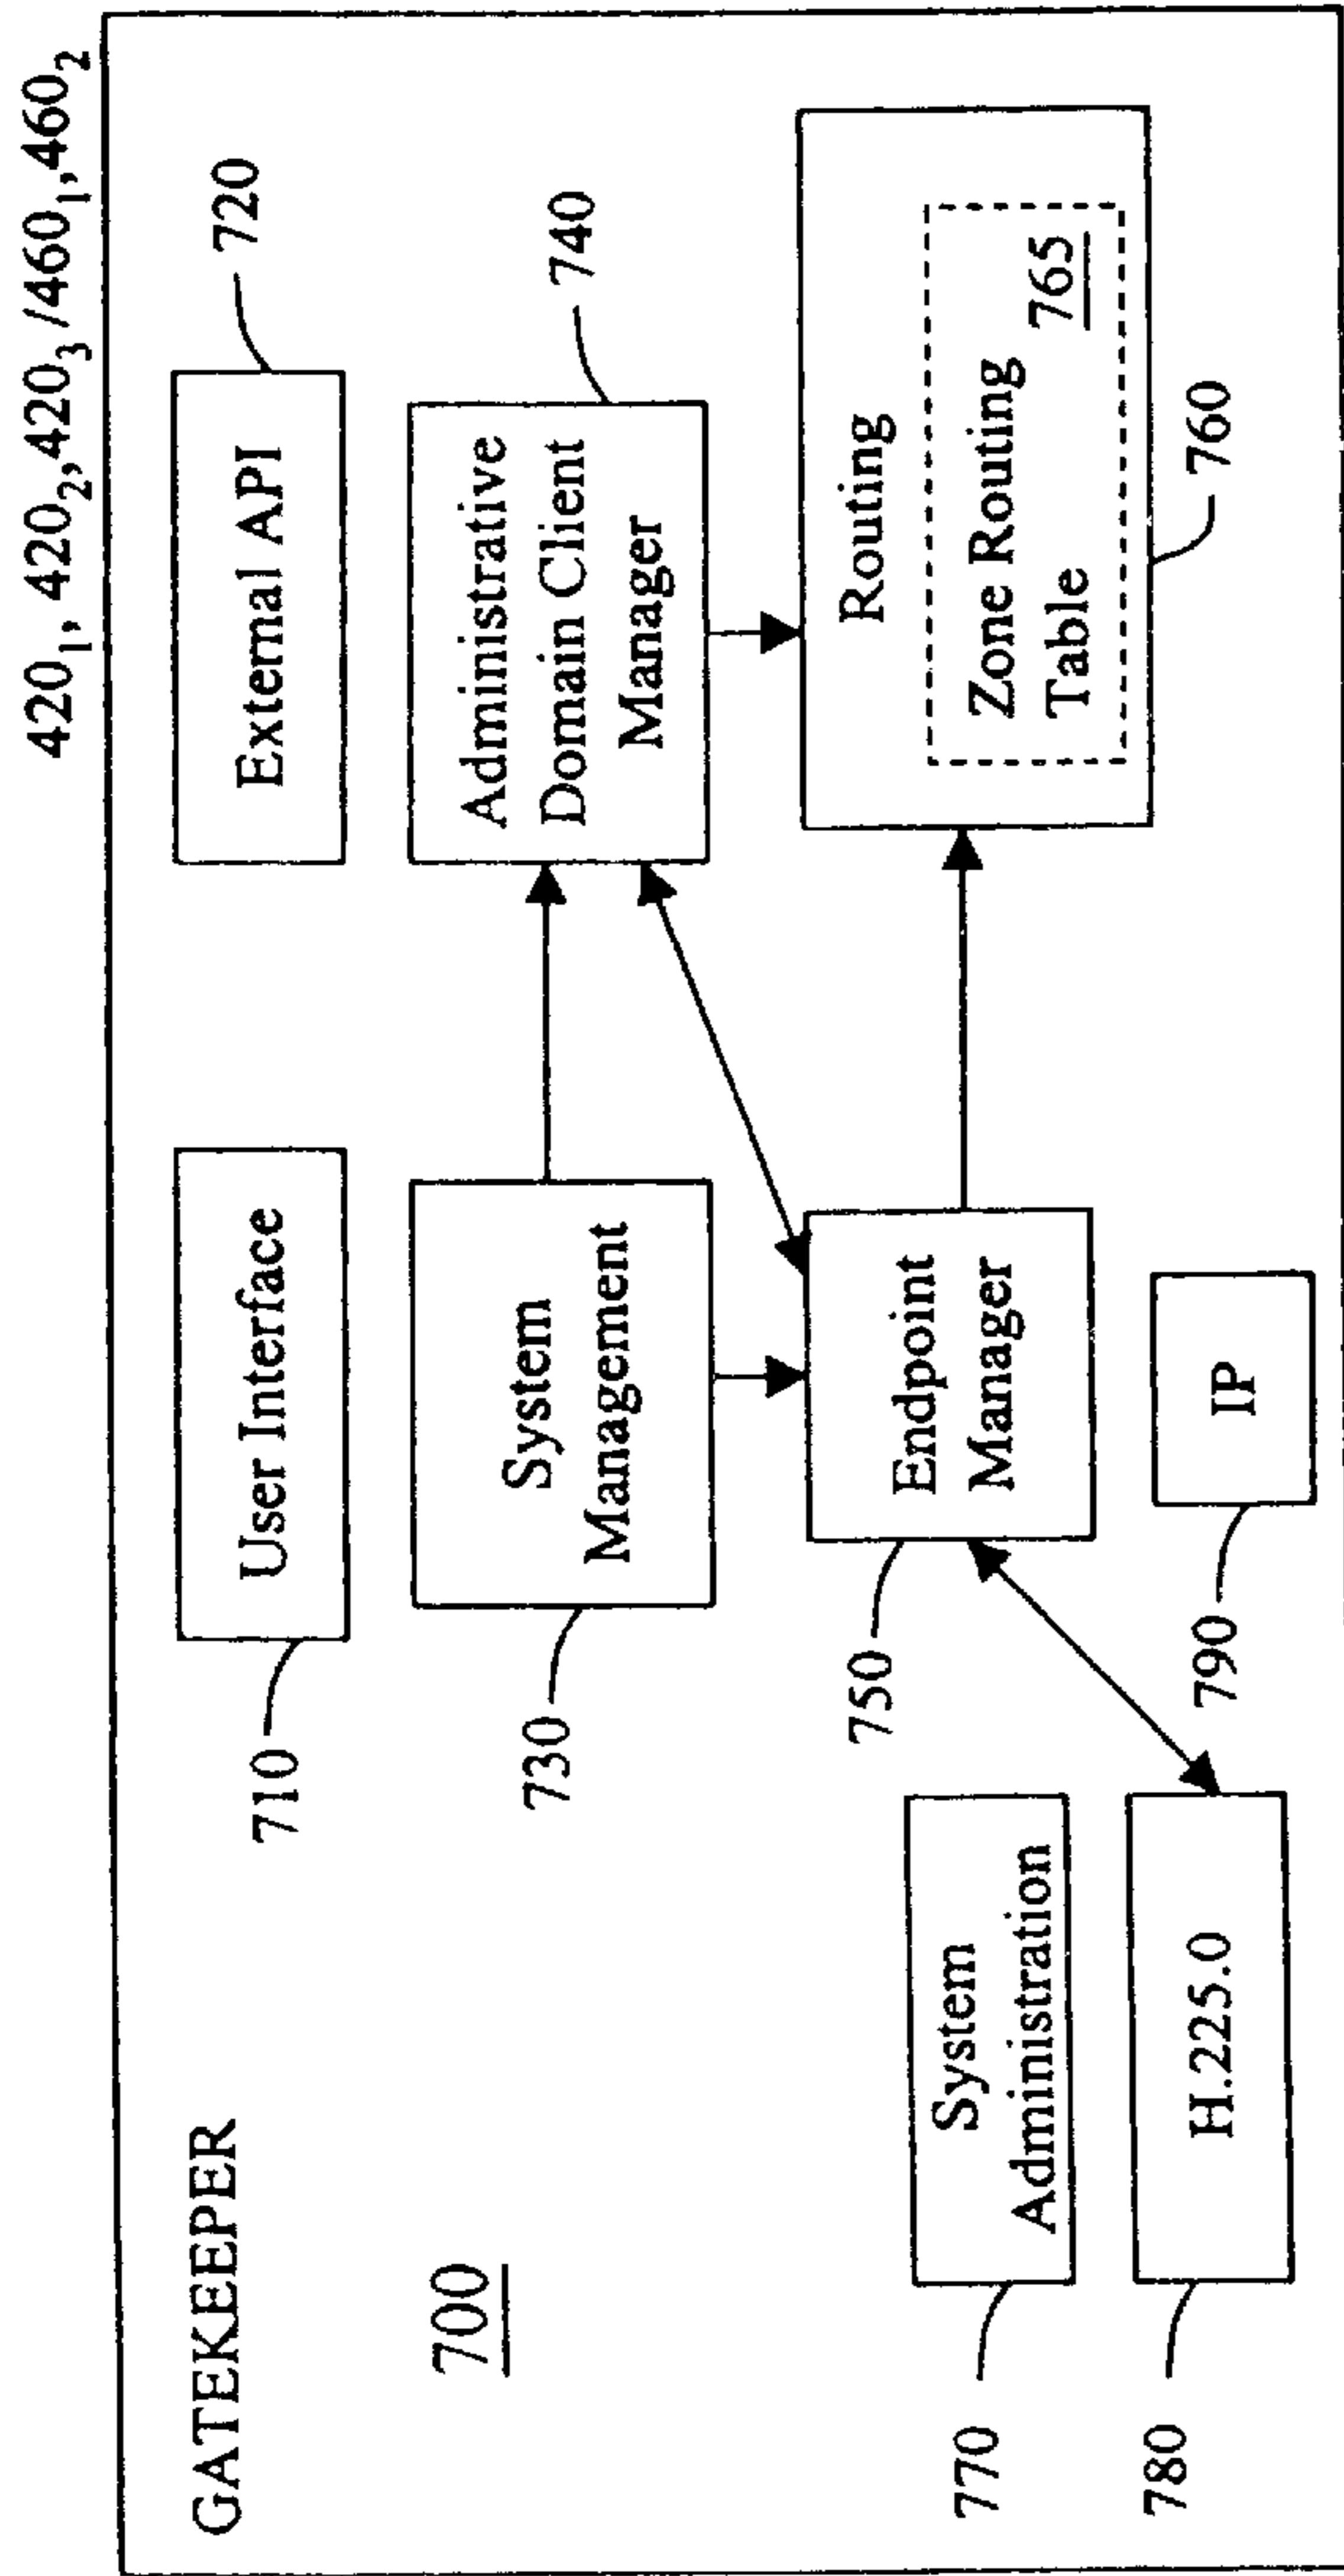 420₁, 420₂, 420₃ /460₁, 460₂
GATEKEEPER
700
User Interface
710
External API
720
System
Management
730
Administrative
Domain Client
Manager
740
Endpoint
Manager
750
Routing
Zone Routing
Table
765
760
System
Administration
770
H.225.0
780
IP
790